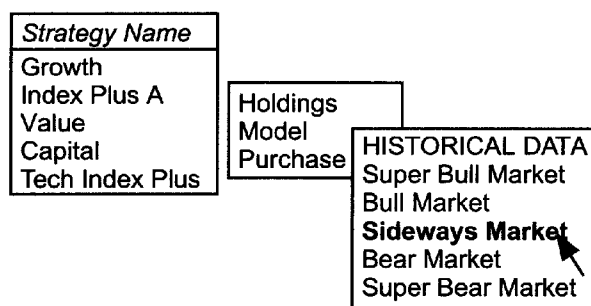 Strategy Name
Growth
Index Plus A
Value
Capital
Tech Index Plus
Holdings
Model
Purchase
HISTORICAL DATA
Super Bull Market
Bull Market
Sideways Market
Bear Market
Super Bear Market